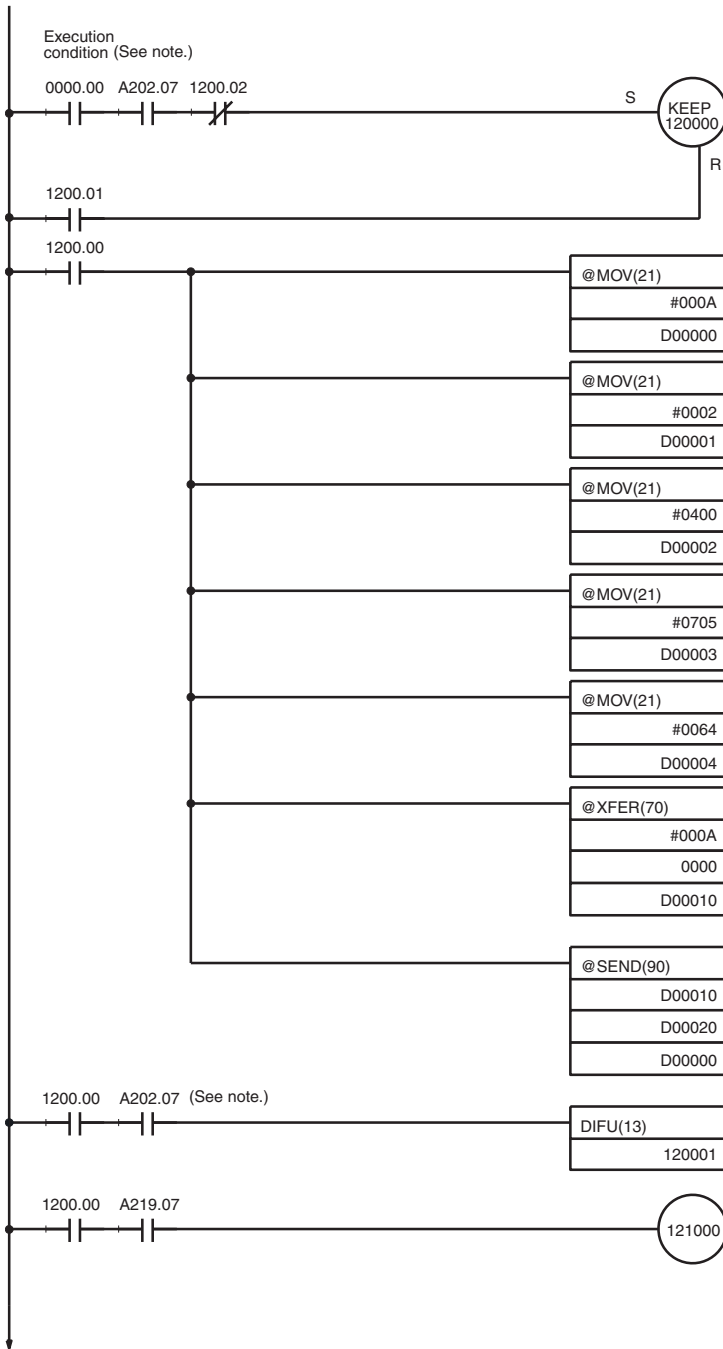 Execution
condition (See note.)
0000.00 A202.07 1200.02
S
KEEP
120000
R
1200.01
1200.00
@MOV(21)
#000A
D00000
@MOV(21)
#0002
D00001
@MOV(21)
#0400
D00002
@MOV(21)
#0705
D00003
@MOV(21)
#0064
D00004
@XFER(70)
#000A
0000
D00010
@SEND(90)
D00010
D00020
D00000
1200.00 A202.07 (See note.)
DIFU(13)
120001
1200.00 A219.07
121000